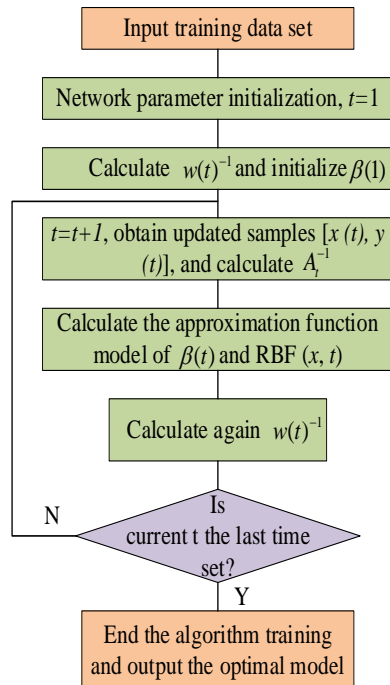 Input training data set
Network parameter initialization, t=1
Calculate w(t)⁻¹ and initialize β(1)
t=t+1, obtain updated samples [x (t), y
(t)], and calculate A_t⁻¹
Calculate the approximation function
model of β(t) and RBF (x, t)
Calculate again w(t)⁻¹
Is
current t the last time
set?
N
Y
End the algorithm training
and output the optimal model